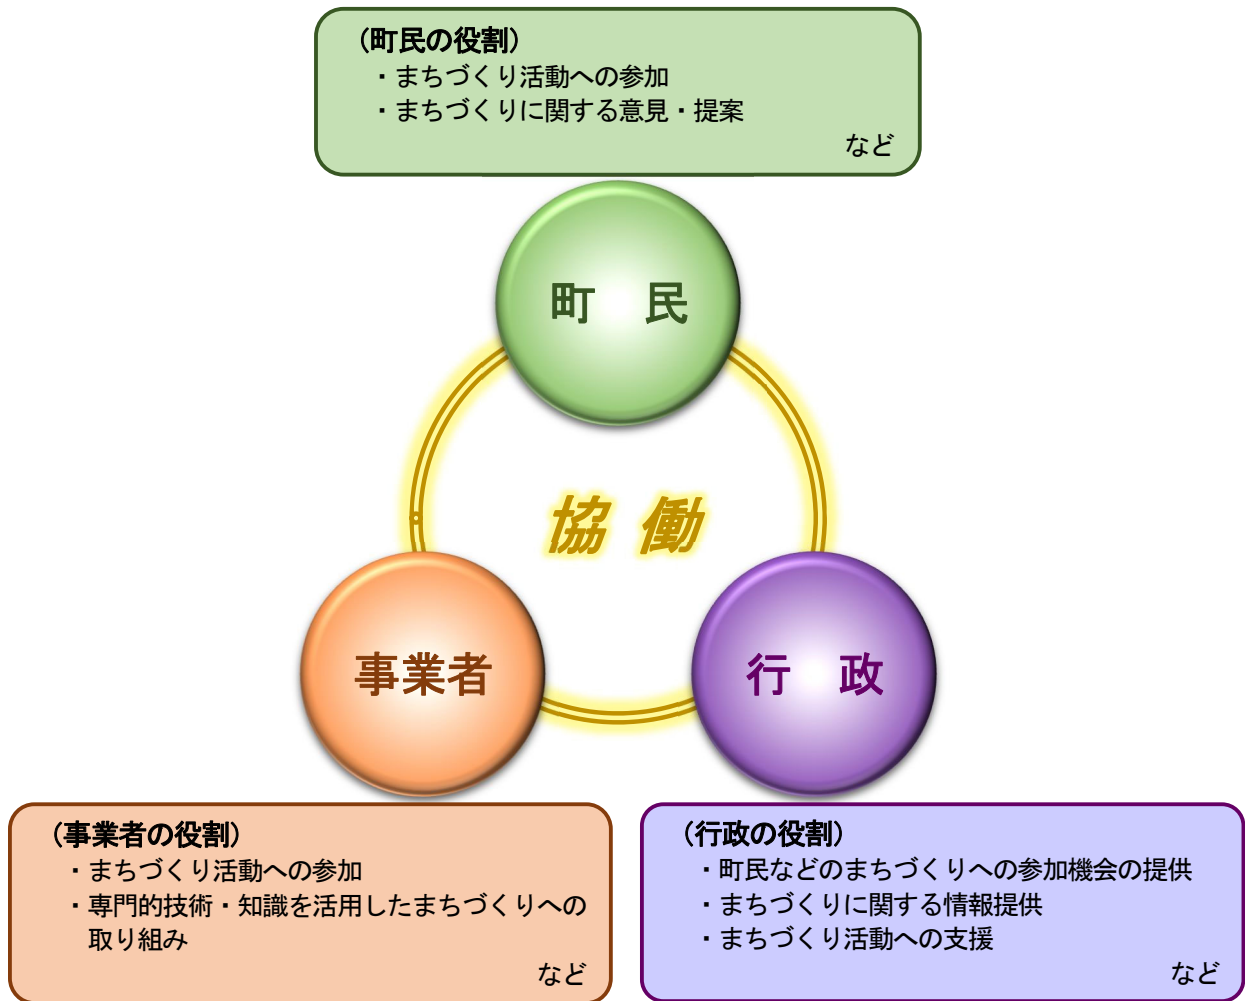 （町民の役割）
・まちづくり活動への参加
・まちづくりに関する意見・提案
など
町　民
協 働
事業者
行　政
（事業者の役割）
・まちづくり活動への参加
・専門的技術・知識を活用したまちづくりへの
取り組み
など
（行政の役割）
・町民などのまちづくりへの参加機会の提供
・まちづくりに関する情報提供
・まちづくり活動への支援
など